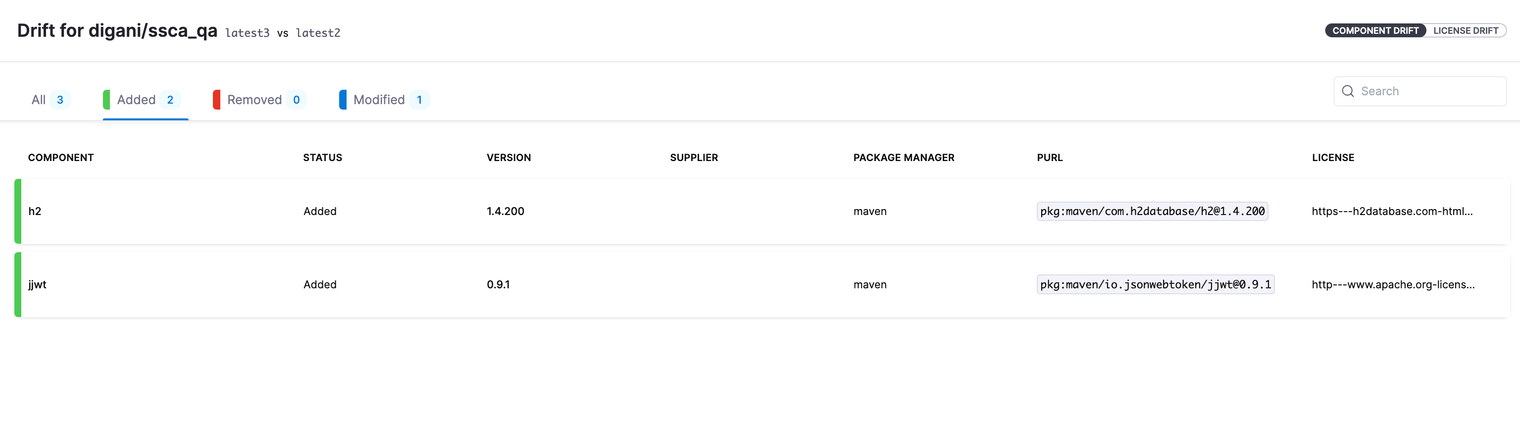 Drift for digani/ssca_qa latest3 vs latest2
COMPONENT DRIFT LICENSE DRIFT
All 3 Added 2 Removed 0 Modified 1
Search
COMPONENT STATUS VERSION SUPPLIER PACKAGE MANAGER PURL LICENSE
h2 Added 1.4.200 maven pkg:maven/com.h2database/h2@1.4.200 https---h2database.com-html...
jjwt Added 0.9.1 maven pkg:maven/io.jsonwebtoken/jjwt@0.9.1 http---www.apache.org-licens...